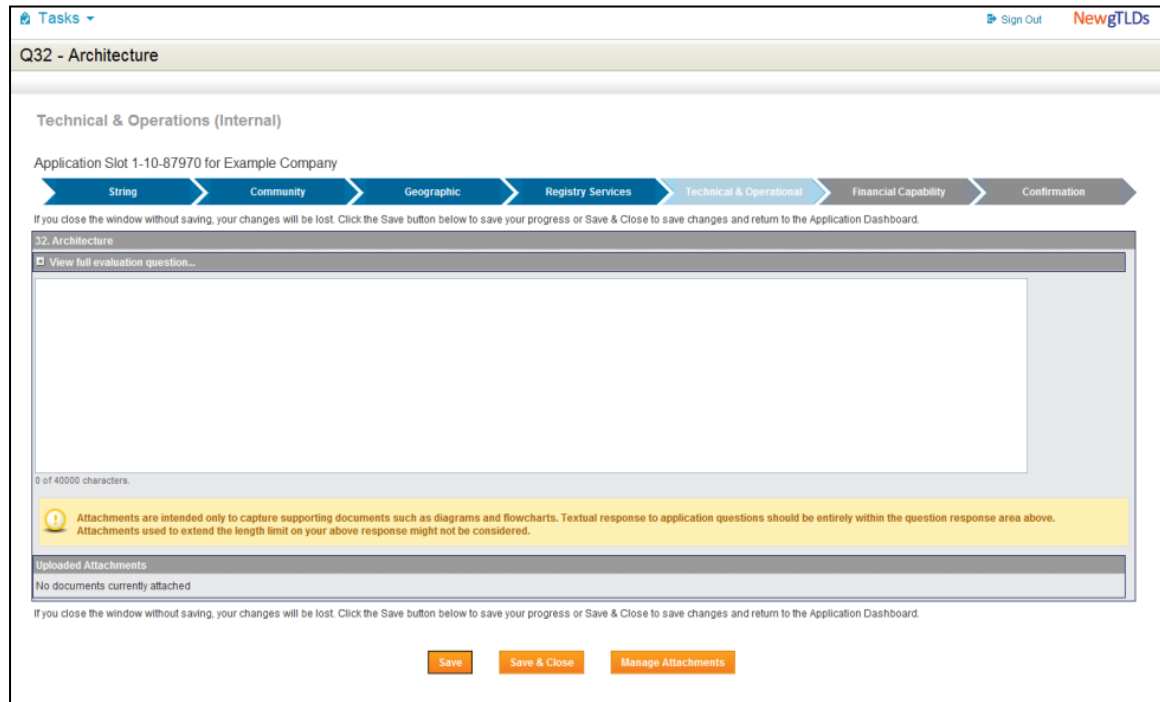 Tasks
Sign Out
NewgTLDs
Q32 - Architecture
Technical & Operations (Internal)
Application Slot 1-10-87970 for Example Company
String
Community
Geographic
Registry Services
Technical & Operational
Financial Capability
Confirmation
If you close the window without saving, your changes will be lost. Click the Save button below to save your progress or Save & Close to save changes and return to the Application Dashboard.
32. Architecture
View full evaluation question...
0 of 40000 characters.
Attachments are intended only to capture supporting documents such as diagrams and flowcharts. Textual response to application questions should be entirely within the question response area above.
Attachments used to extend the length limit on your above response might not be considered.
Uploaded Attachments
No documents currently attached
If you close the window without saving, your changes will be lost. Click the Save button below to save your progress or Save & Close to save changes and return to the Application Dashboard.
Save
Save & Close
Manage Attachments